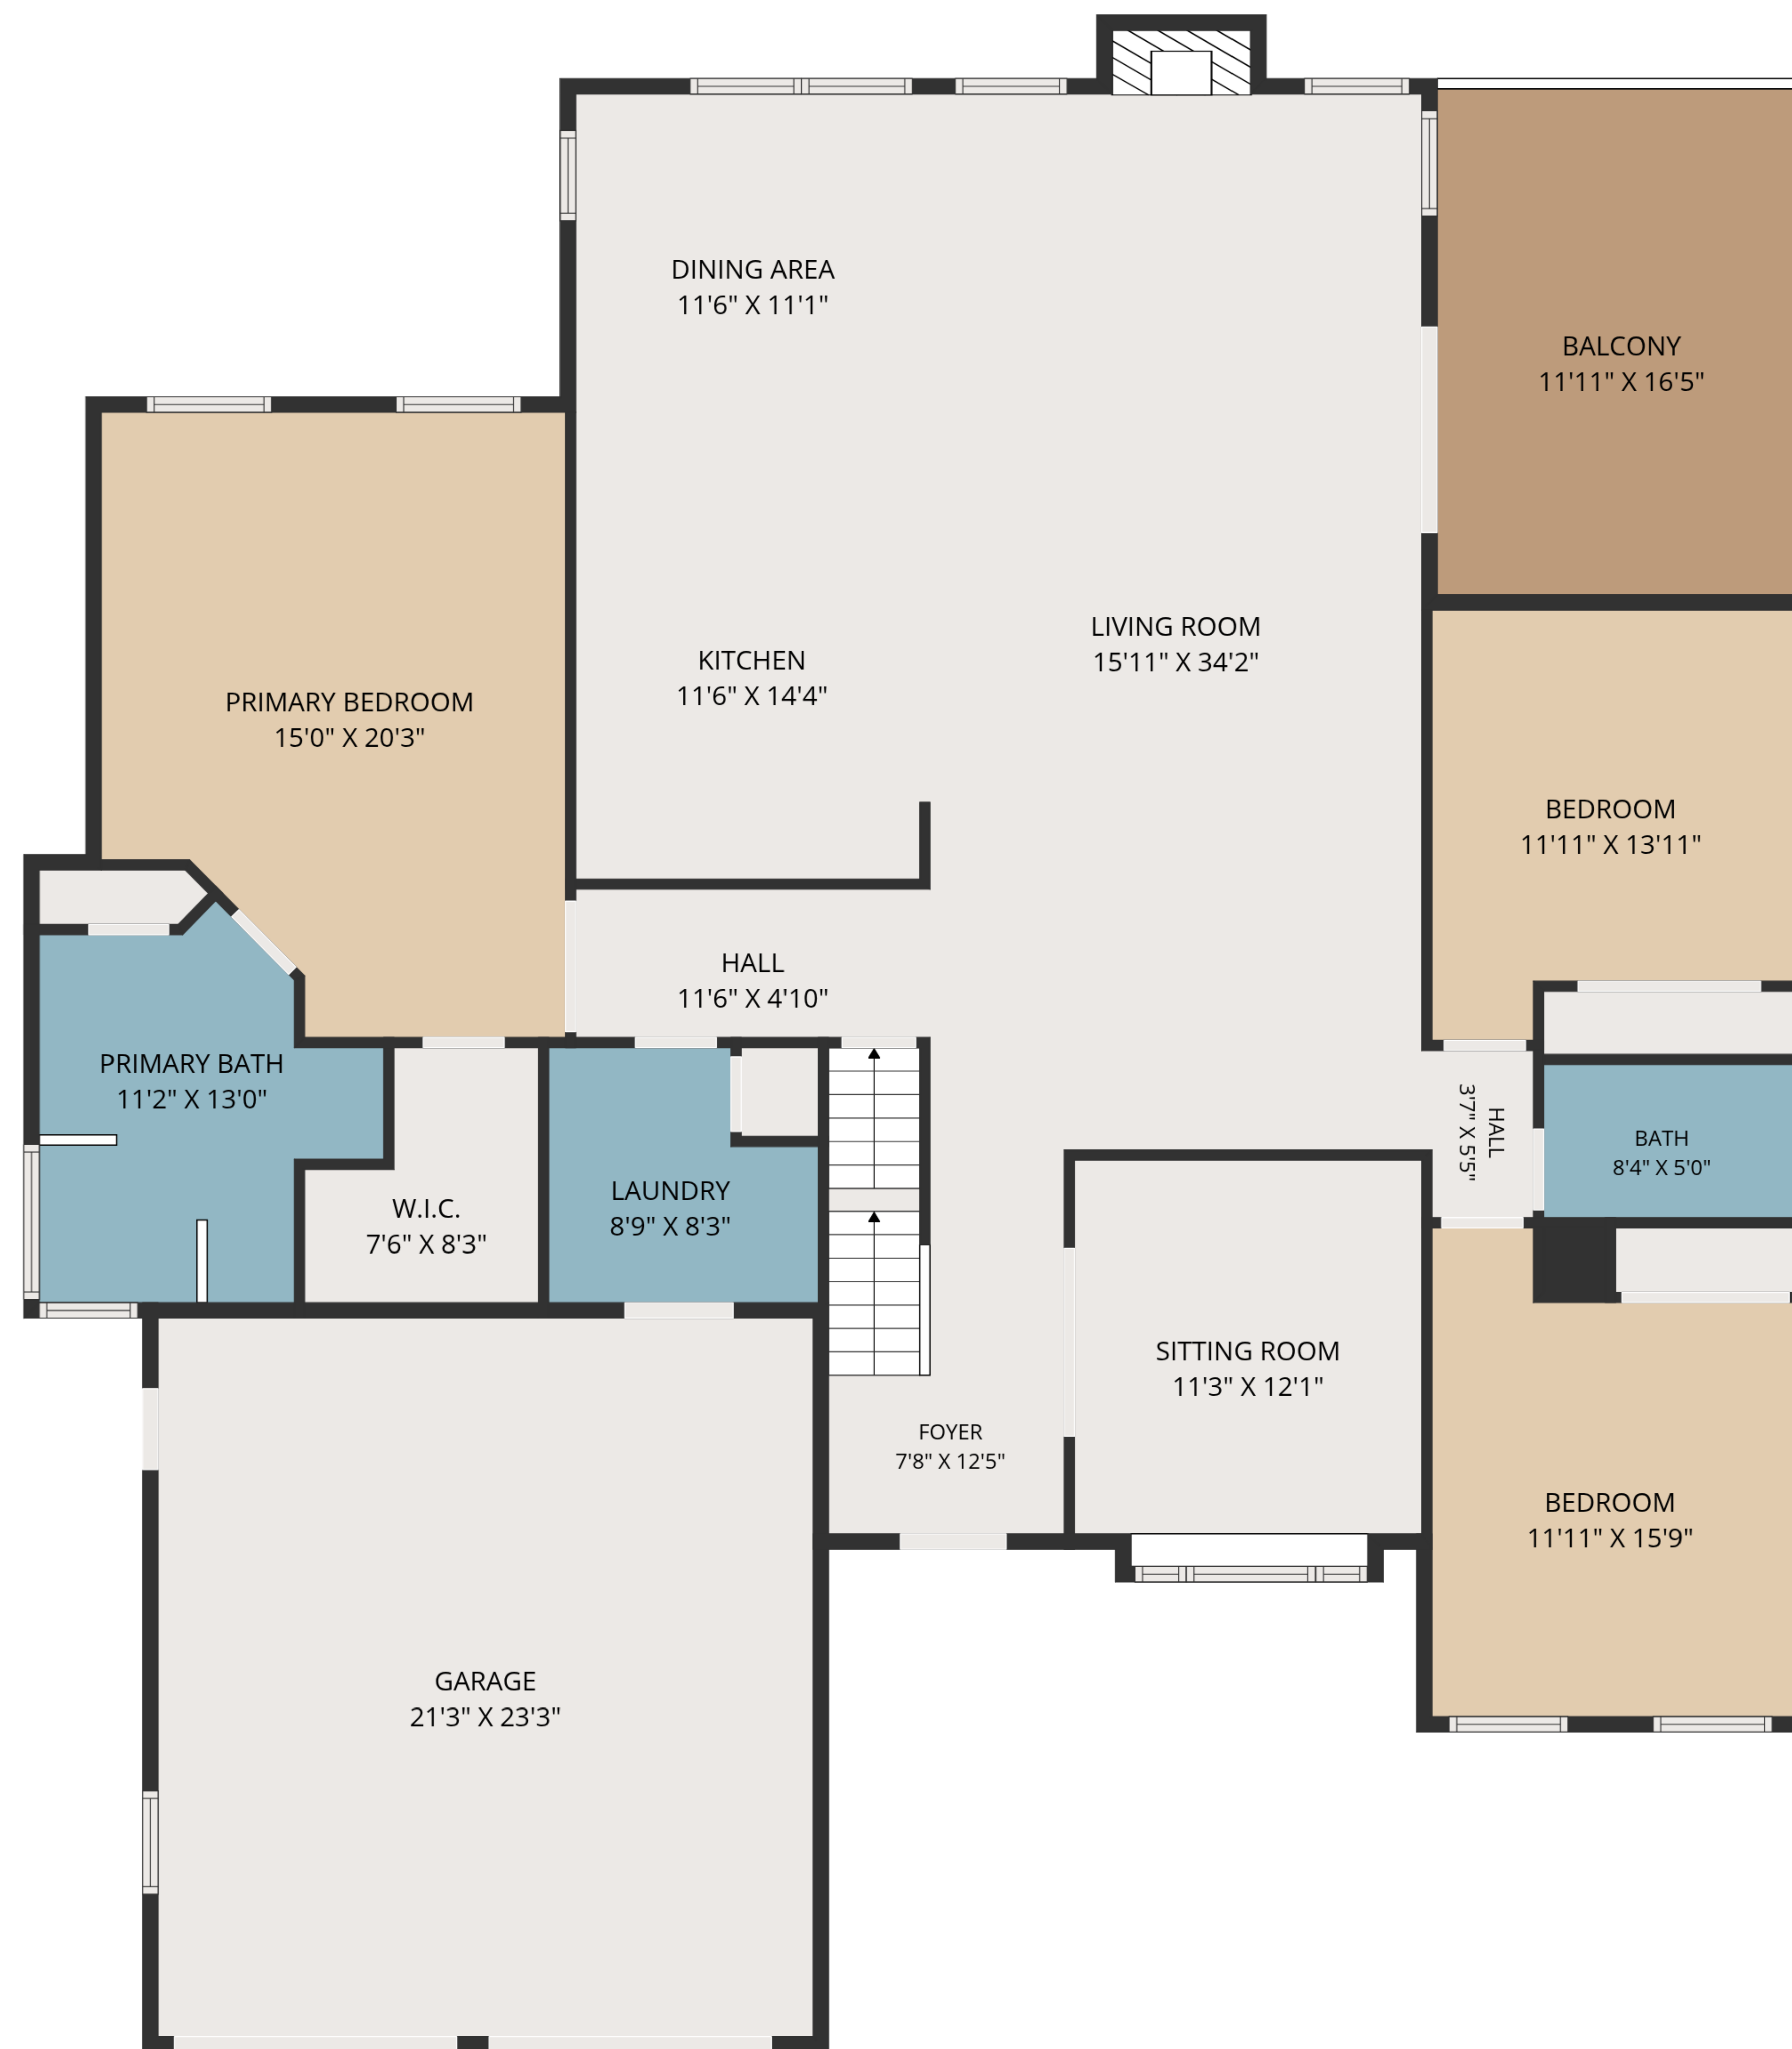 DINING AREA
11'6" X 11'1"
BALCONY
11'11" X 16'5"
LIVING ROOM
15'11" X 34'2"
KITCHEN
11'6" X 14'4"
PRIMARY BEDROOM
15'0" X 20'3"
BEDROOM
11'11" X 13'11"
HALL
11'6" X 4'10"
PRIMARY BATH
11'2" X 13'0"
HALL
3'7" X 5'5"
BATH
8'4" X 5'0"
LAUNDRY
8'9" X 8'3"
W.I.C.
7'6" X 8'3"
SITTING ROOM
11'3" X 12'1"
FOYER
7'8" X 12'5"
BEDROOM
11'11" X 15'9"
GARAGE
21'3" X 23'3"